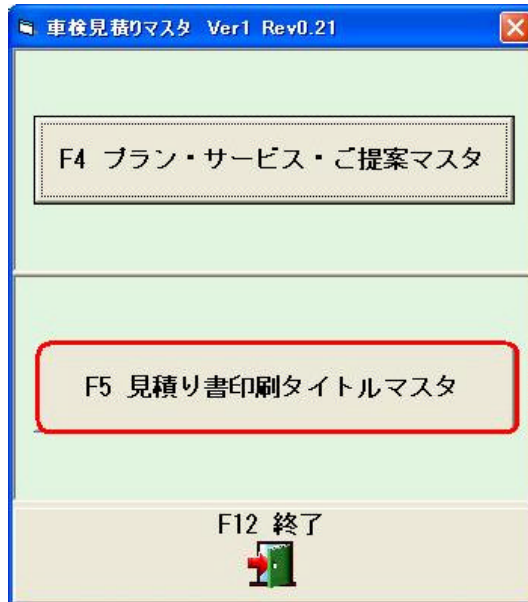 車検見積りマスタ Ver1 Rev0.21
F4 プラン・サービス・ご提案マスタ
F5 見積り書印刷タイトルマスタ
F12 終了